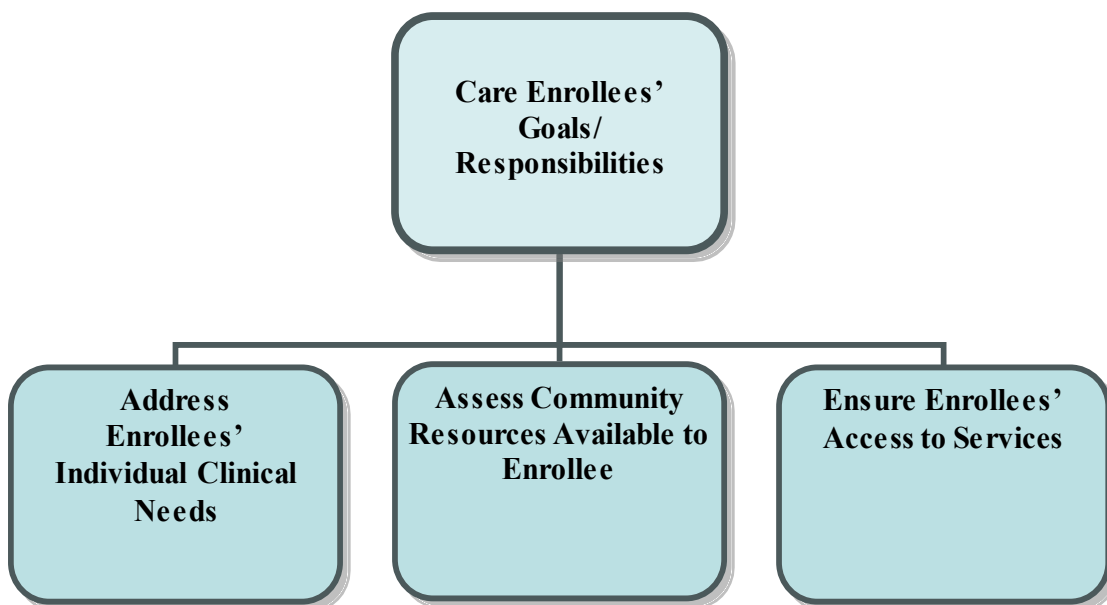 Care Enrollees’
Goals/
Responsibilities
Address
Enrollees’
Individual Clinical
Needs
Assess Community
Resources Available to
Enrollee
Ensure Enrollees’
Access to Services